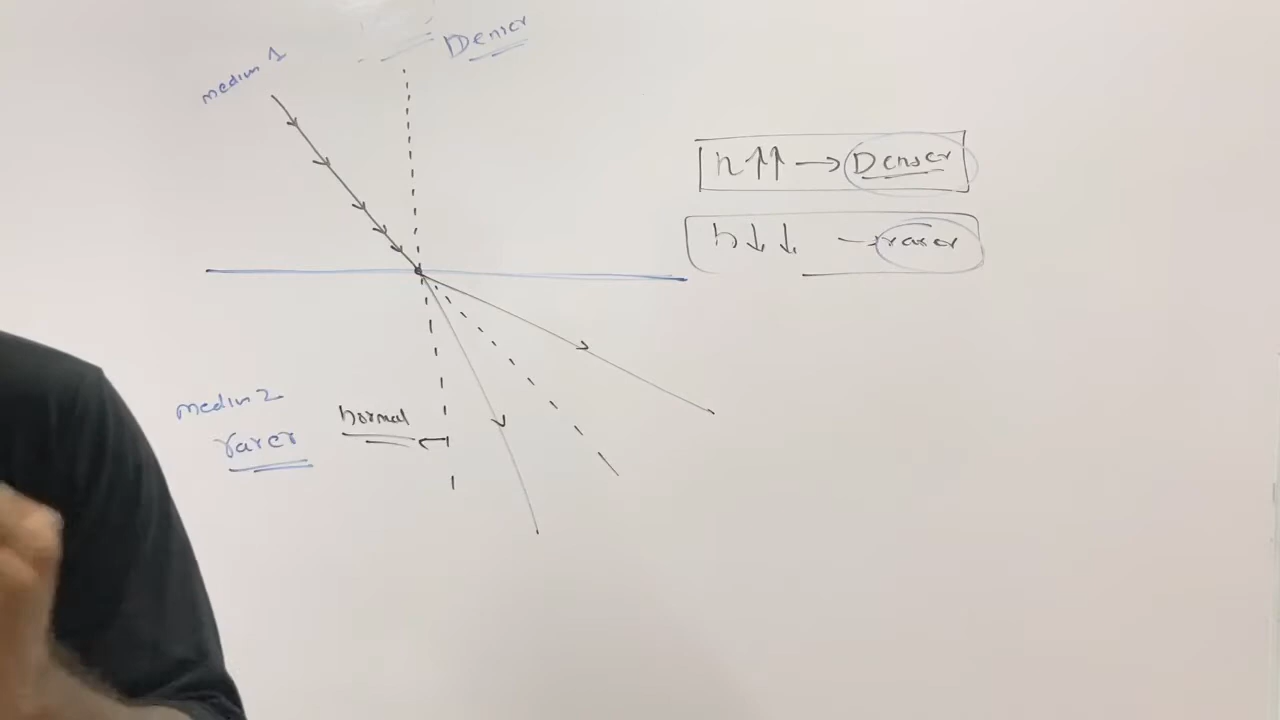 medium 1
Denser
n↑↑ → Denser
n↓↓ → rarer
medium 2
rarer
normal